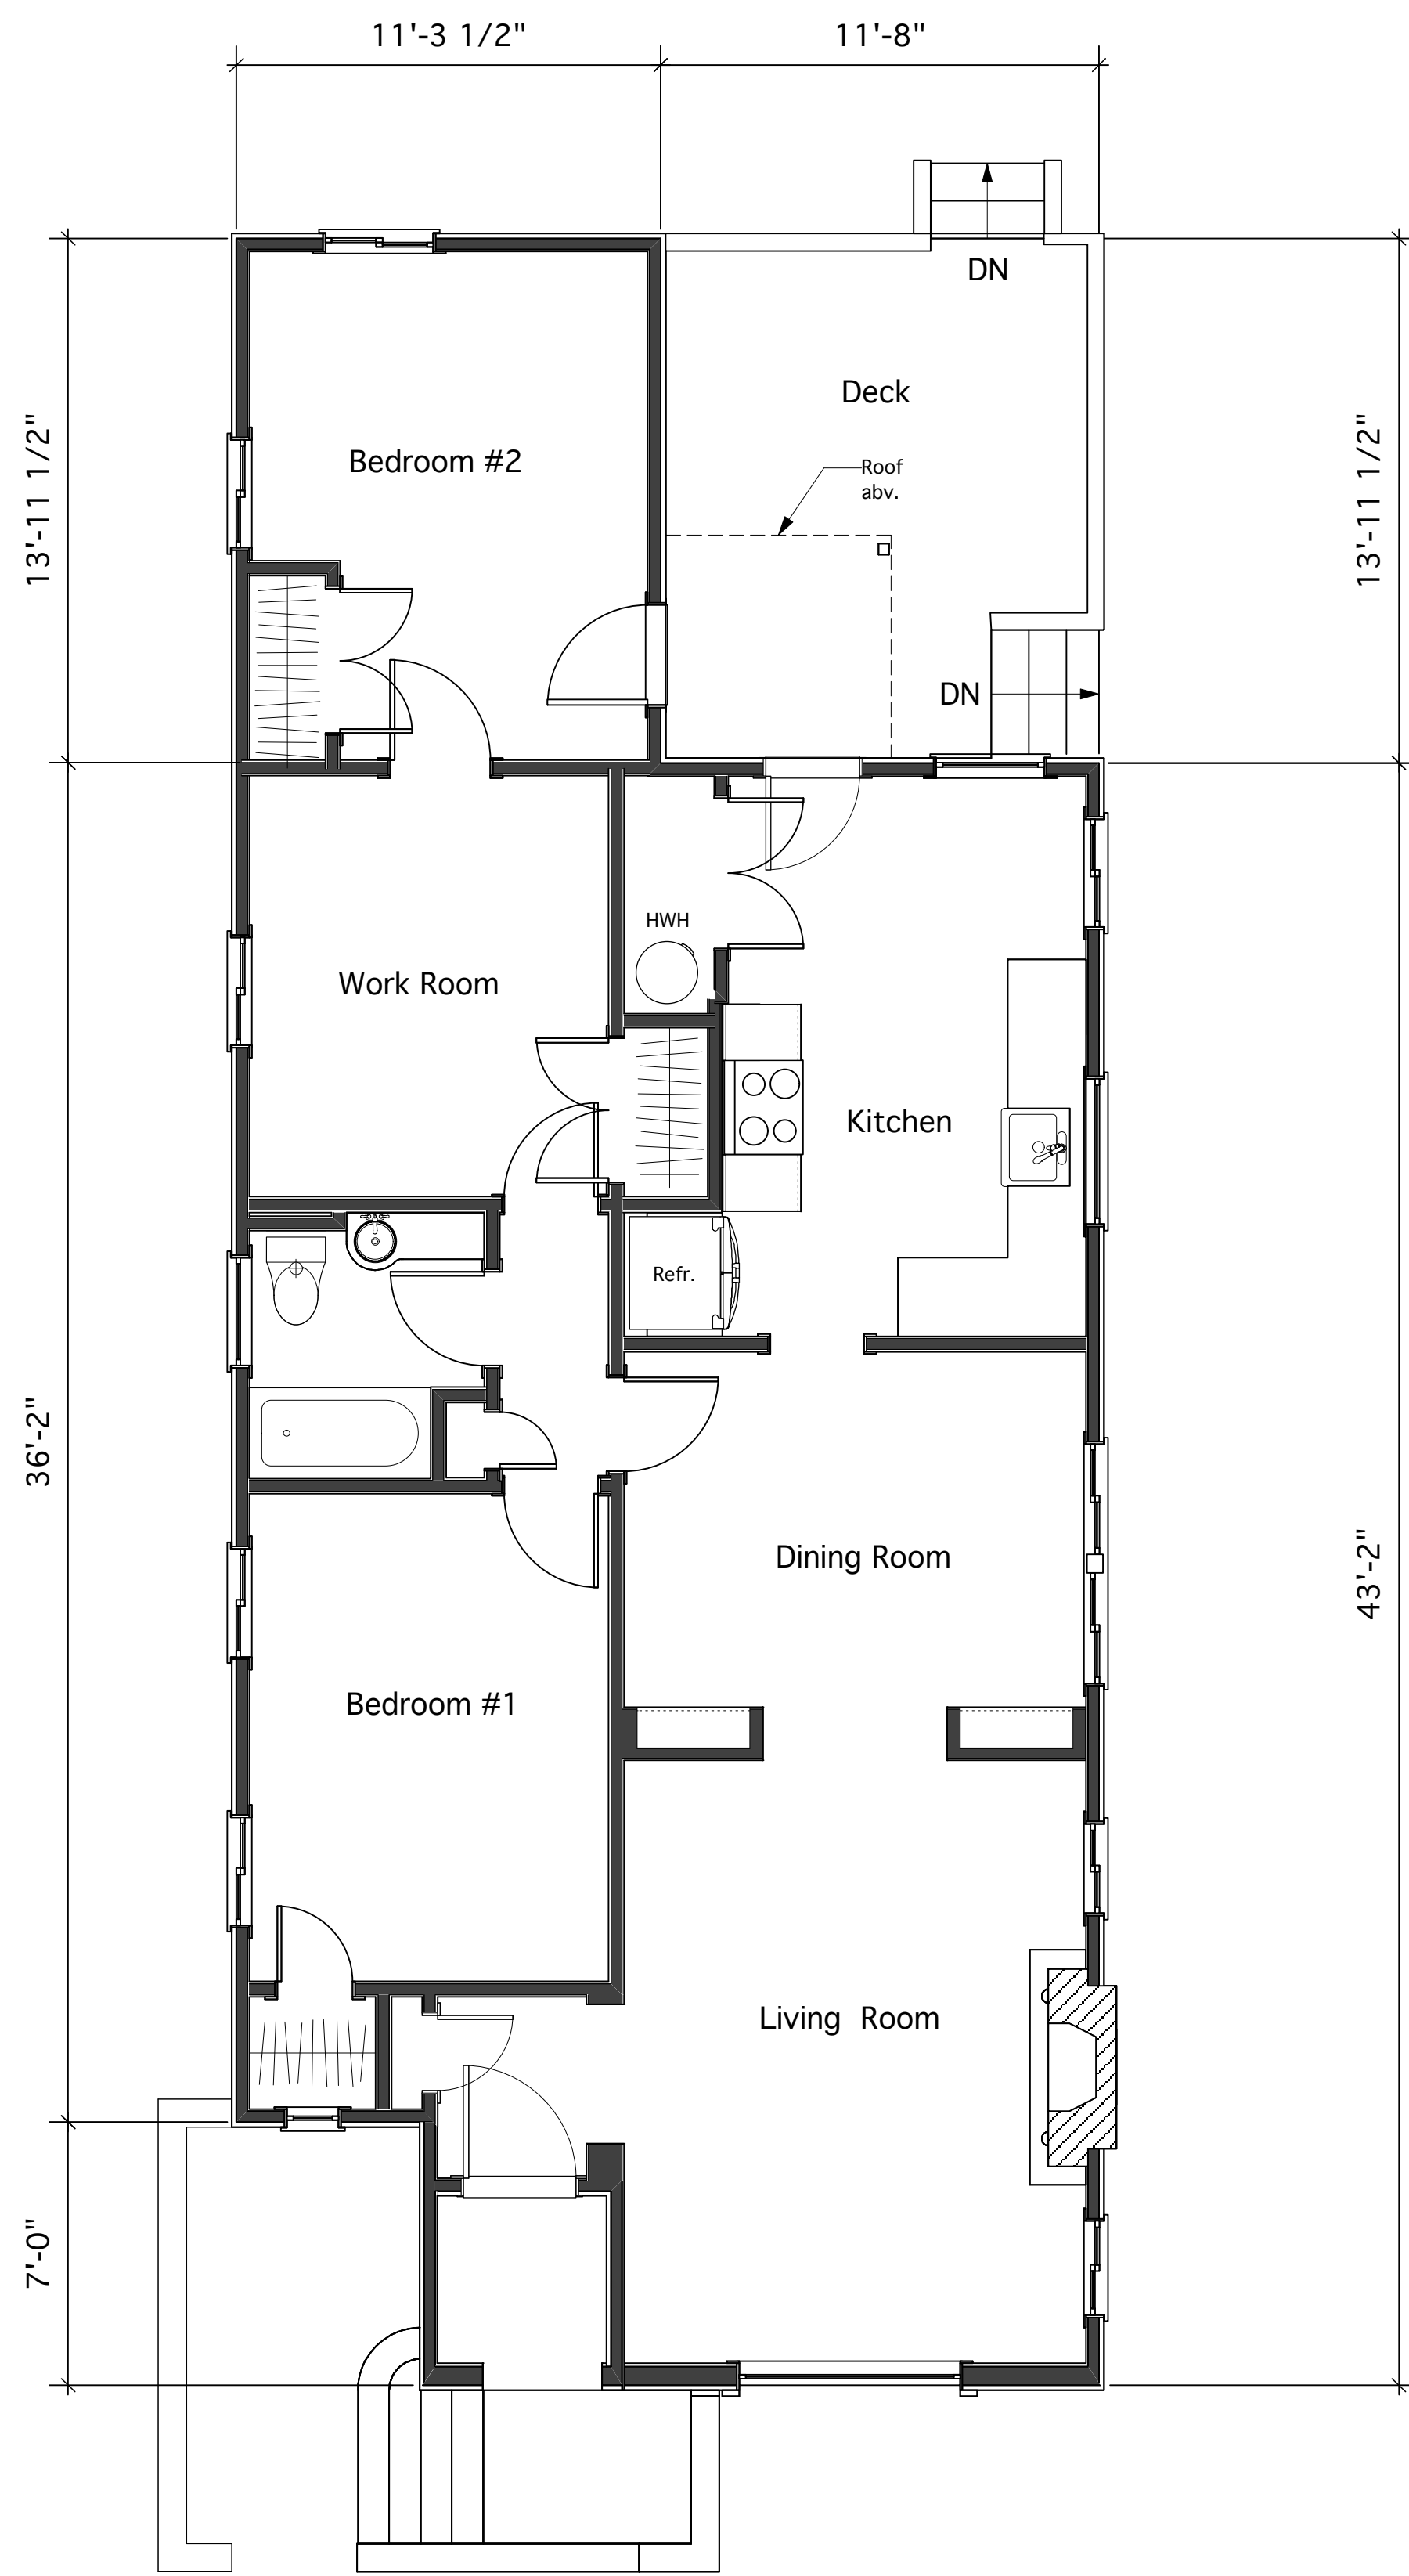 11'-3 1/2"
11'-8"
DN
Deck
13'-11 1/2"
13'-11 1/2"
Bedroom #2
Roof
abv.
DN
HWH
Work Room
Kitchen
Refr.
36'-2"
Dining Room
43'-2"
Bedroom #1
Living Room
7'-0"